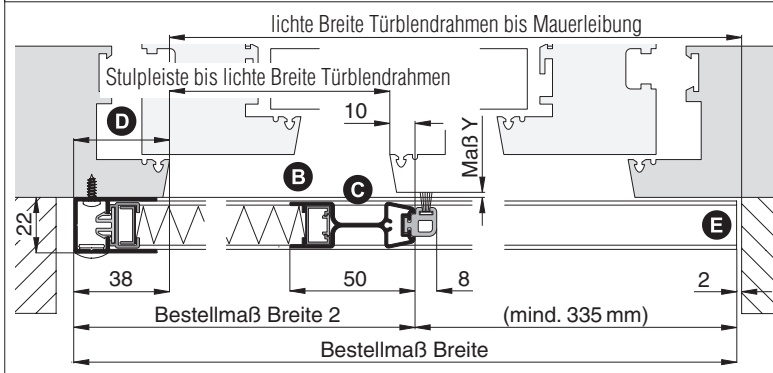 lichte Breite Türblendrahmen bis Mauerleibung
Stulpleiste bis lichte Breite Türblendrahmen
10
Maß Y
D
B
C
E
22
38
50
8
2
Bestellmaß Breite 2
(mind. 335 mm)
Bestellmaß Breite